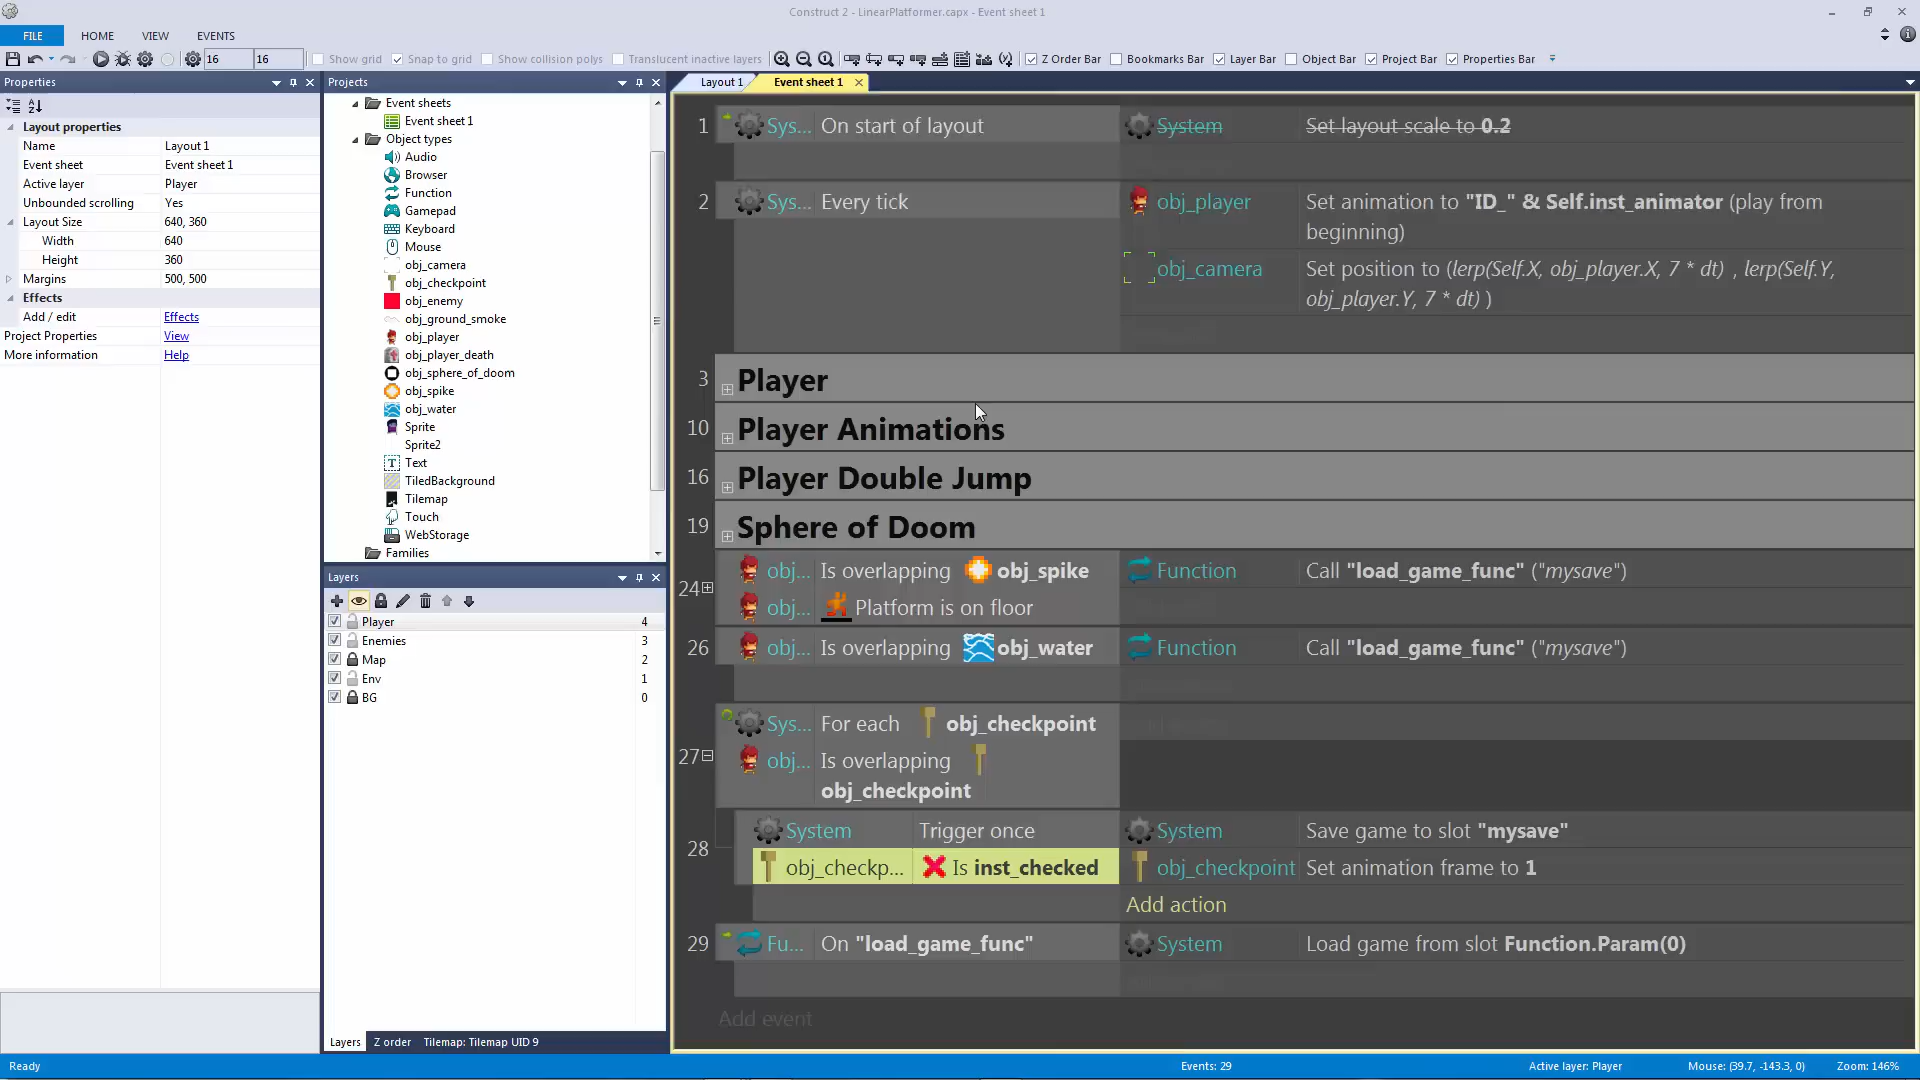 Construct 2 - LinearPlatformer.capx - Event sheet 1
FILE HOME VIEW EVENTS
16 16 Show grid Snap to grid Show collision polys Translucent inactive layers Z Order Bar Bookmarks Bar Layer Bar Object Bar Project Bar Properties Bar
Properties
Layout properties
Name Layout 1
Event sheet Event sheet 1
Active layer Player
Unbounded scrolling Yes
Layout Size 640, 360
Width 640
Height 360
Margins 500, 500
Effects
Add / edit Effects
Project Properties View
More information Help
Projects
Event sheets
Event sheet 1
Object types
Audio
Browser
Function
Gamepad
Keyboard
Mouse
obj_camera
obj_checkpoint
obj_enemy
obj_ground_smoke
obj_player
obj_player_death
obj_sphere_of_doom
obj_spike
obj_water
Sprite
Sprite2
Text
TiledBackground
Tilemap
Touch
WebStorage
Families
Layers
Player 4
Enemies 3
Map 2
Env 1
BG 0
Layers Z order Tilemap: Tilemap UID 9
Layout 1 Event sheet 1
1 Sys... On start of layout System Set layout scale to 0.2
2 Sys... Every tick obj_player Set animation to "ID_" & Self.inst_animator (play from
beginning)
obj_camera Set position to (lerp(Self.X, obj_player.X, 7 * dt) , lerp(Self.Y,
obj_player.Y, 7 * dt) )
3 Player
10 Player Animations
16 Player Double Jump
19 Sphere of Doom
24 obj... Is overlapping obj_spike Function Call "load_game_func" ("mysave")
obj... Platform is on floor
26 obj... Is overlapping obj_water Function Call "load_game_func" ("mysave")
27 Sys... For each obj_checkpoint
obj... Is overlapping
obj_checkpoint
28 System Trigger once System Save game to slot "mysave"
obj_checkp... Is inst_checked obj_checkpoint Set animation frame to 1
Add action
29 Fu... On "load_game_func" System Load game from slot Function.Param(0)
Add event
Ready Events: 29 Active layer: Player Mouse: (39.7, -143.3, 0) Zoom: 146%